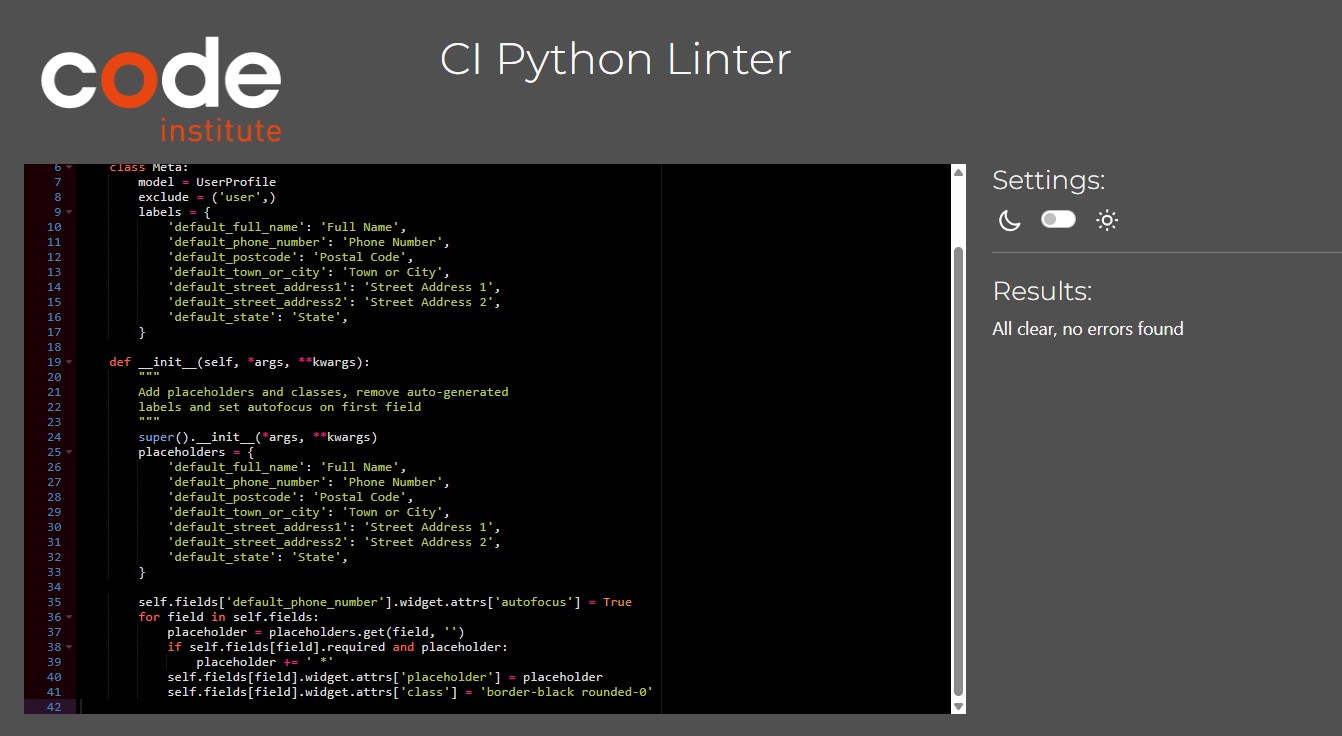 code
institute
CI Python Linter
6 class Meta:
7 model = UserProfile
8 exclude = ('user',)
9 labels = {
10 'default_full_name': 'Full Name',
11 'default_phone_number': 'Phone Number',
12 'default_postcode': 'Postal Code',
13 'default_town_or_city': 'Town or City',
14 'default_street_address1': 'Street Address 1',
15 'default_street_address2': 'Street Address 2',
16 'default_state': 'State',
17 }
18
19 def __init__(self, *args, **kwargs):
20 """
21 Add placeholders and classes, remove auto-generated
22 labels and set autofocus on first field
23 """
24 super().__init__(*args, **kwargs)
25 placeholders = {
26 'default_full_name': 'Full Name',
27 'default_phone_number': 'Phone Number',
28 'default_postcode': 'Postal Code',
29 'default_town_or_city': 'Town or City',
30 'default_street_address1': 'Street Address 1',
31 'default_street_address2': 'Street Address 2',
32 'default_state': 'State',
33 }
34
35 self.fields['default_phone_number'].widget.attrs['autofocus'] = True
36 for field in self.fields:
37 placeholder = placeholders.get(field, '')
38 if self.fields[field].required and placeholder:
39 placeholder += ' *'
40 self.fields[field].widget.attrs['placeholder'] = placeholder
41 self.fields[field].widget.attrs['class'] = 'border-black rounded-0'
42
Settings:
Results:
All clear, no errors found